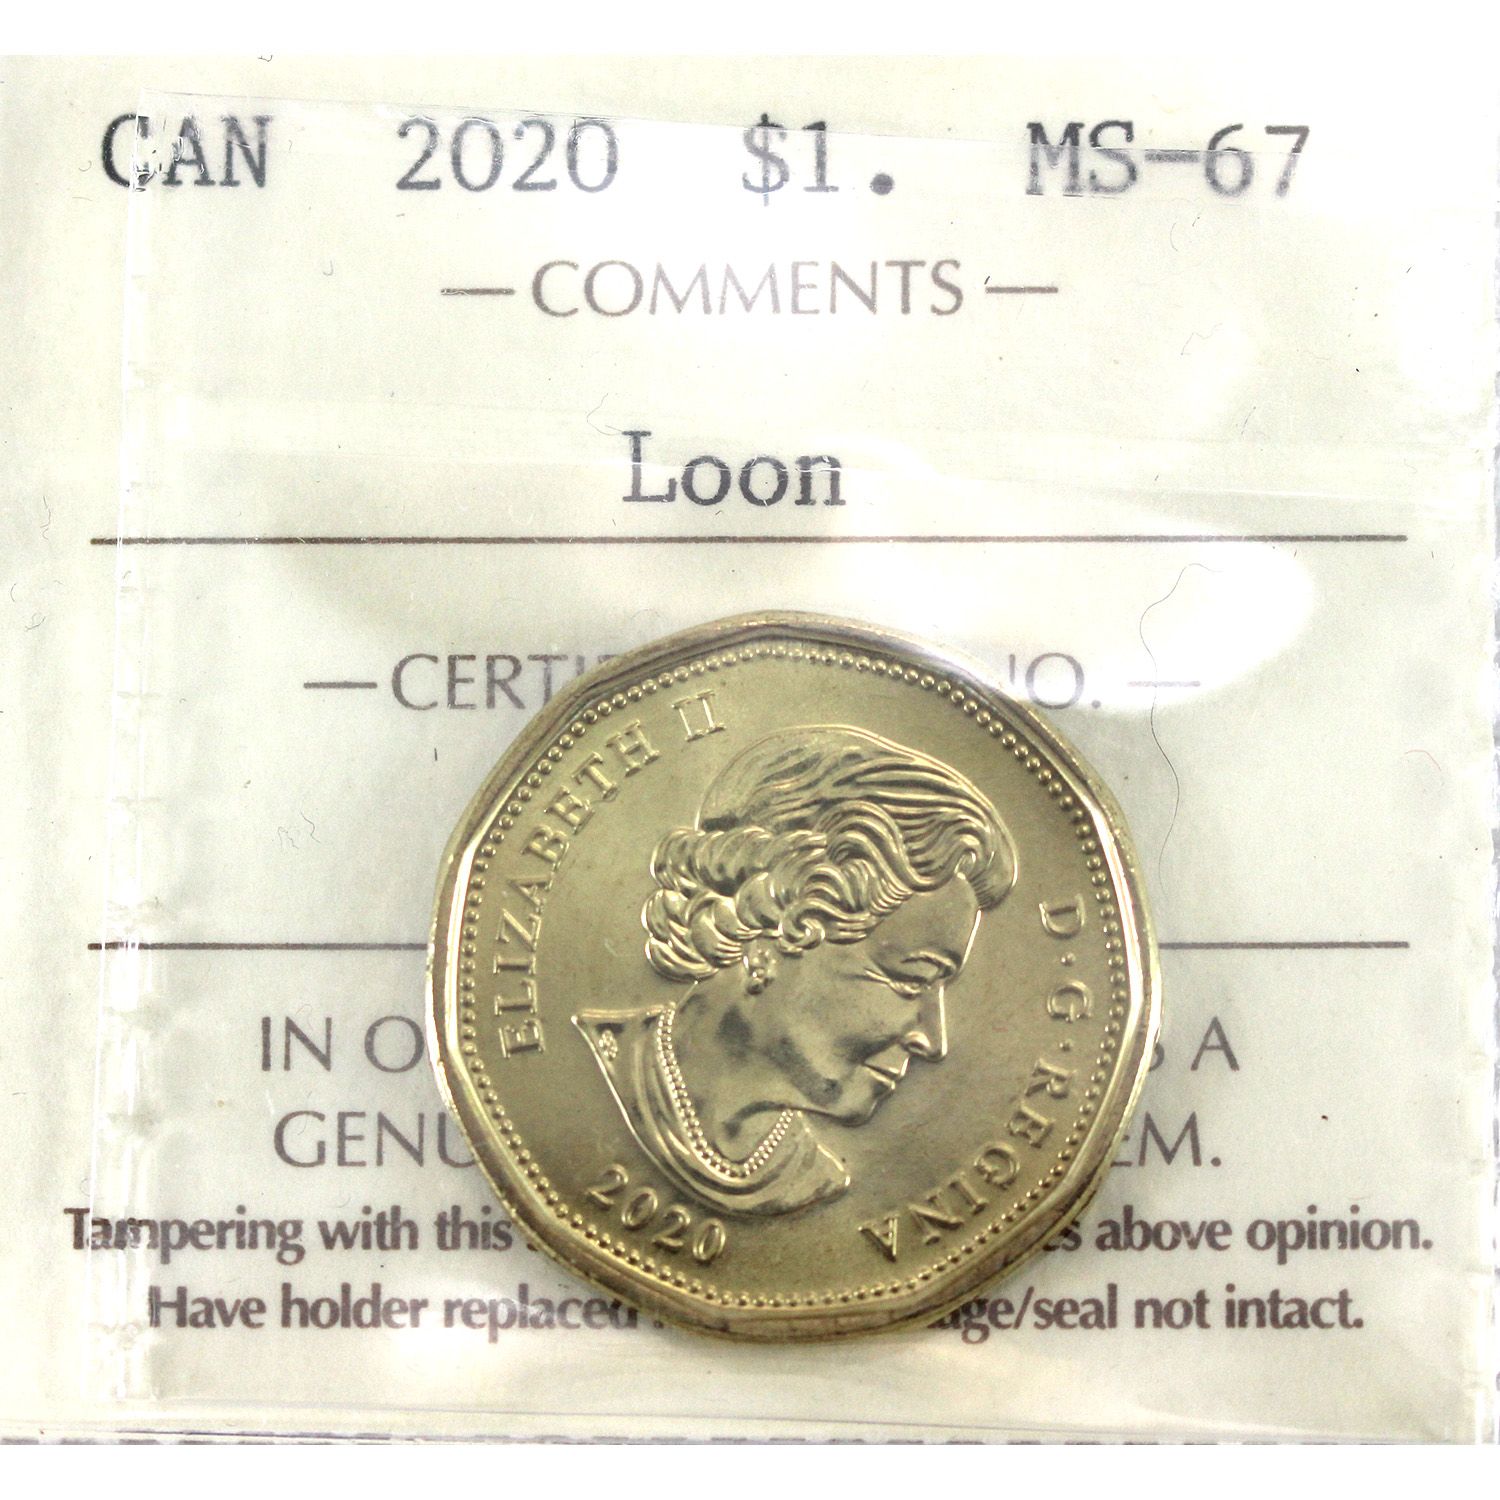 CAN 2020 $1. MS-67
— COMMENTS —
Loon
— CERTI NO. —
ELIZABETH II
D·G·REGINA
2020
IN O A
GENU EM.
Tampering with this above opinion.
Have holder replaced /seal not intact.